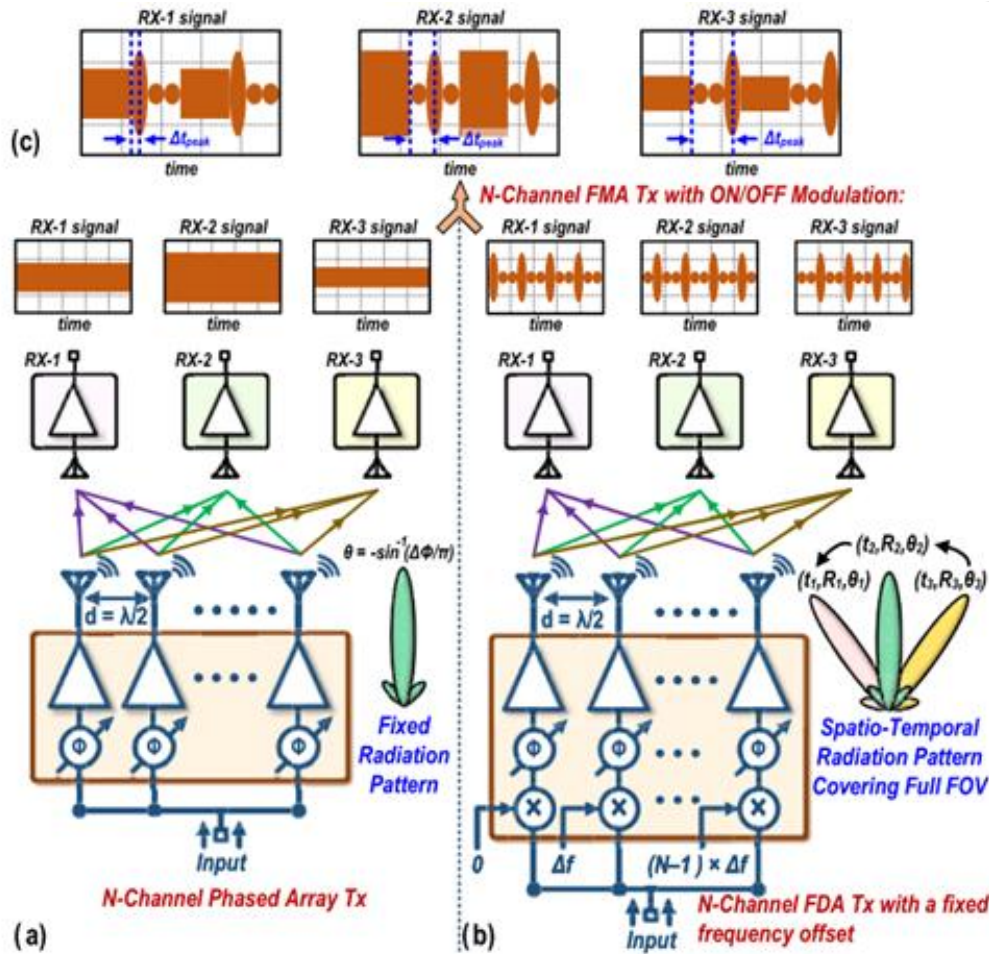 RX-1 signal
RX-2 signal
RX-3 signal
Δt_peak
Δt_peak
Δt_peak
(c)
time
time
time
N-Channel FMA Tx with ON/OFF Modulation:
RX-1 signal
RX-2 signal
RX-3 signal
RX-1 signal
RX-2 signal
RX-3 signal
time
time
time
time
time
time
RX-1
RX-2
RX-3
RX-1
RX-2
RX-3
θ = -sin⁻¹(ΔΦ/π)
d = λ/2
Φ
Φ
Φ
Fixed
Radiation
Pattern
Input
N-Channel Phased Array Tx
(a)
(t₂,R₂,θ₂)
(t₁,R₁,θ₁)
(t₃,R₃,θ₃)
d = λ/2
Φ
Φ
Φ
Spatio-Temporal
Radiation Pattern
Covering Full FOV
×
×
×
0
Δf
(N–1) × Δf
Input
N-Channel FDA Tx with a fixed
frequency offset
(b)